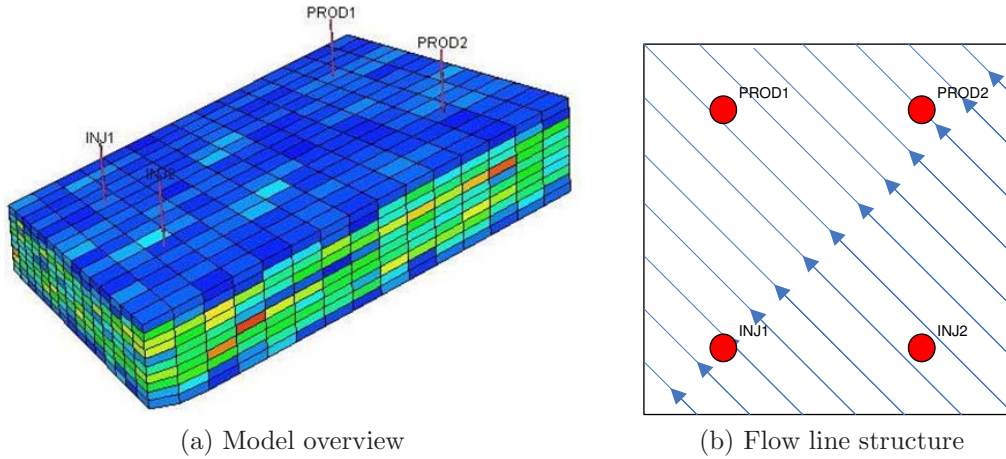 PROD1
PROD2
INJ1
INJ2
PROD1
PROD2
INJ1
INJ2
(a) Model overview
(b) Flow line structure